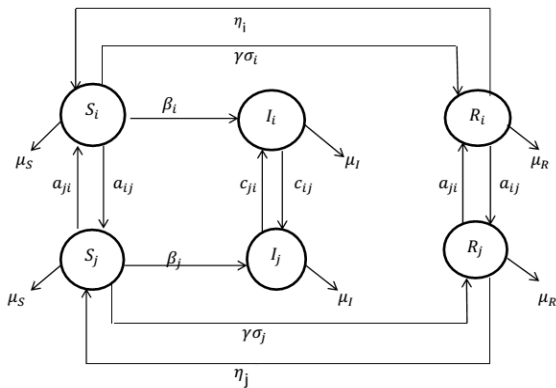 η_i
γσ_i
S_i β_i I_i R_i
μ_S μ_I μ_R
a_ji a_ij c_ji c_ij a_ji a_ij
S_j β_j I_j R_j
μ_S μ_I μ_R
γσ_j
η_j